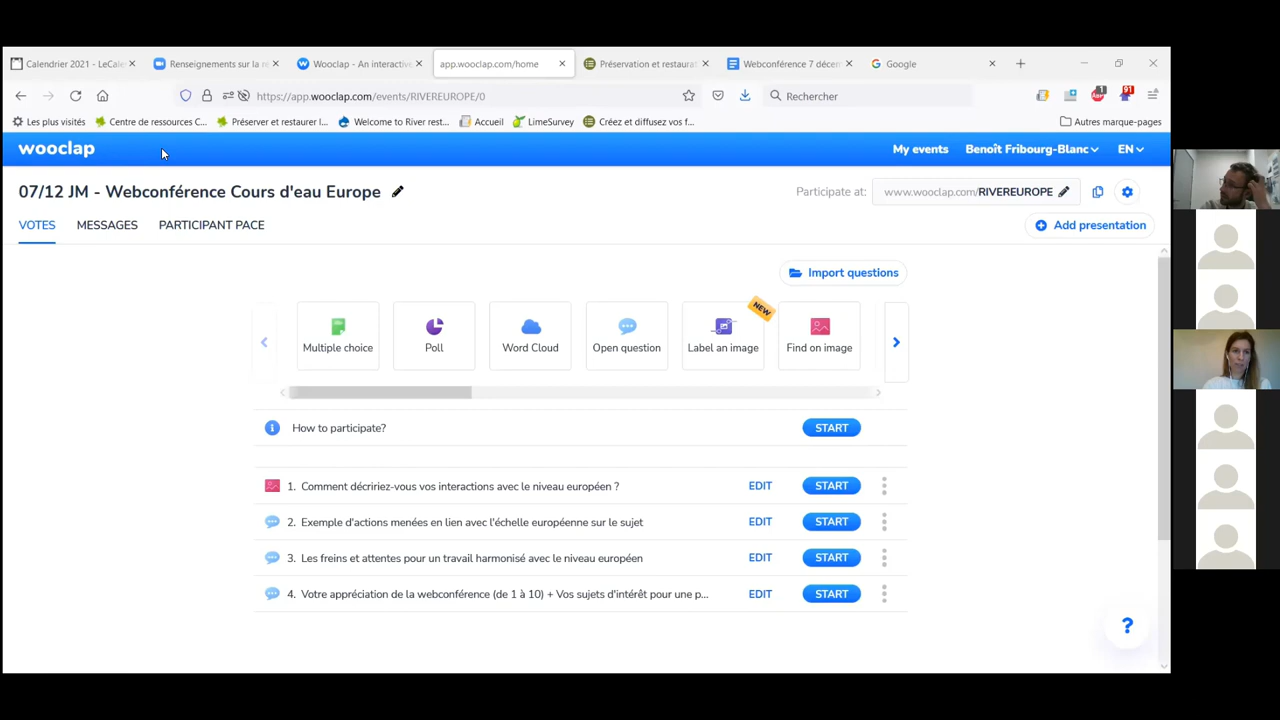 Calendrier 2021 - LeCale
Renseignements sur la re
Wooclap - An interactive
app.wooclap.com/home
Préservation et restaurat
Webconférence 7 décem
Google
https://app.wooclap.com/events/RIVEREUROPE/0
Rechercher
1
91
Les plus visités
Centre de ressources C...
Préserver et restaurer l...
Welcome to River rest...
Accueil
LimeSurvey
Créez et diffusez vos f...
Autres marque-pages
wooclap
My events
Benoît Fribourg-Blanc
EN
07/12 JM - Webconférence Cours d'eau Europe
Participate at:
www.wooclap.com/RIVEREUROPE
VOTES
MESSAGES
PARTICIPANT PACE
Add presentation
Import questions
NEW
Multiple choice
Poll
Word Cloud
Open question
Label an image
Find on image
How to participate?
START
1. Comment décririez-vous vos interactions avec le niveau européen ?
EDIT
START
2. Exemple d'actions menées en lien avec l'échelle européenne sur le sujet
EDIT
START
3. Les freins et attentes pour un travail harmonisé avec le niveau européen
EDIT
START
4. Votre appréciation de la webconférence (de 1 à 10) + Vos sujets d'intérêt pour une p...
EDIT
START
?